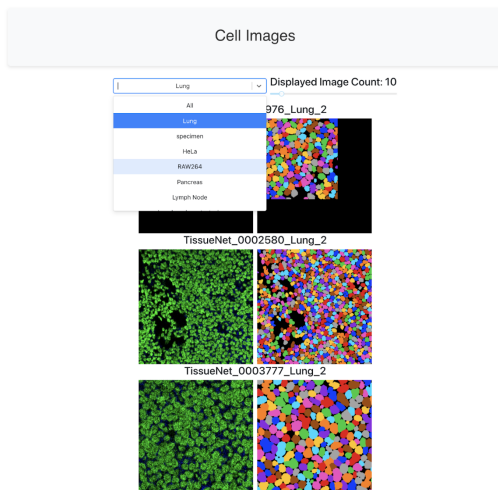 Cell Images
Lung
Displayed Image Count: 10
All
Lung
specimen
HeLa
RAW264
Pancreas
Lymph Node
976_Lung_2
TissueNet_0002580_Lung_2
TissueNet_0003777_Lung_2